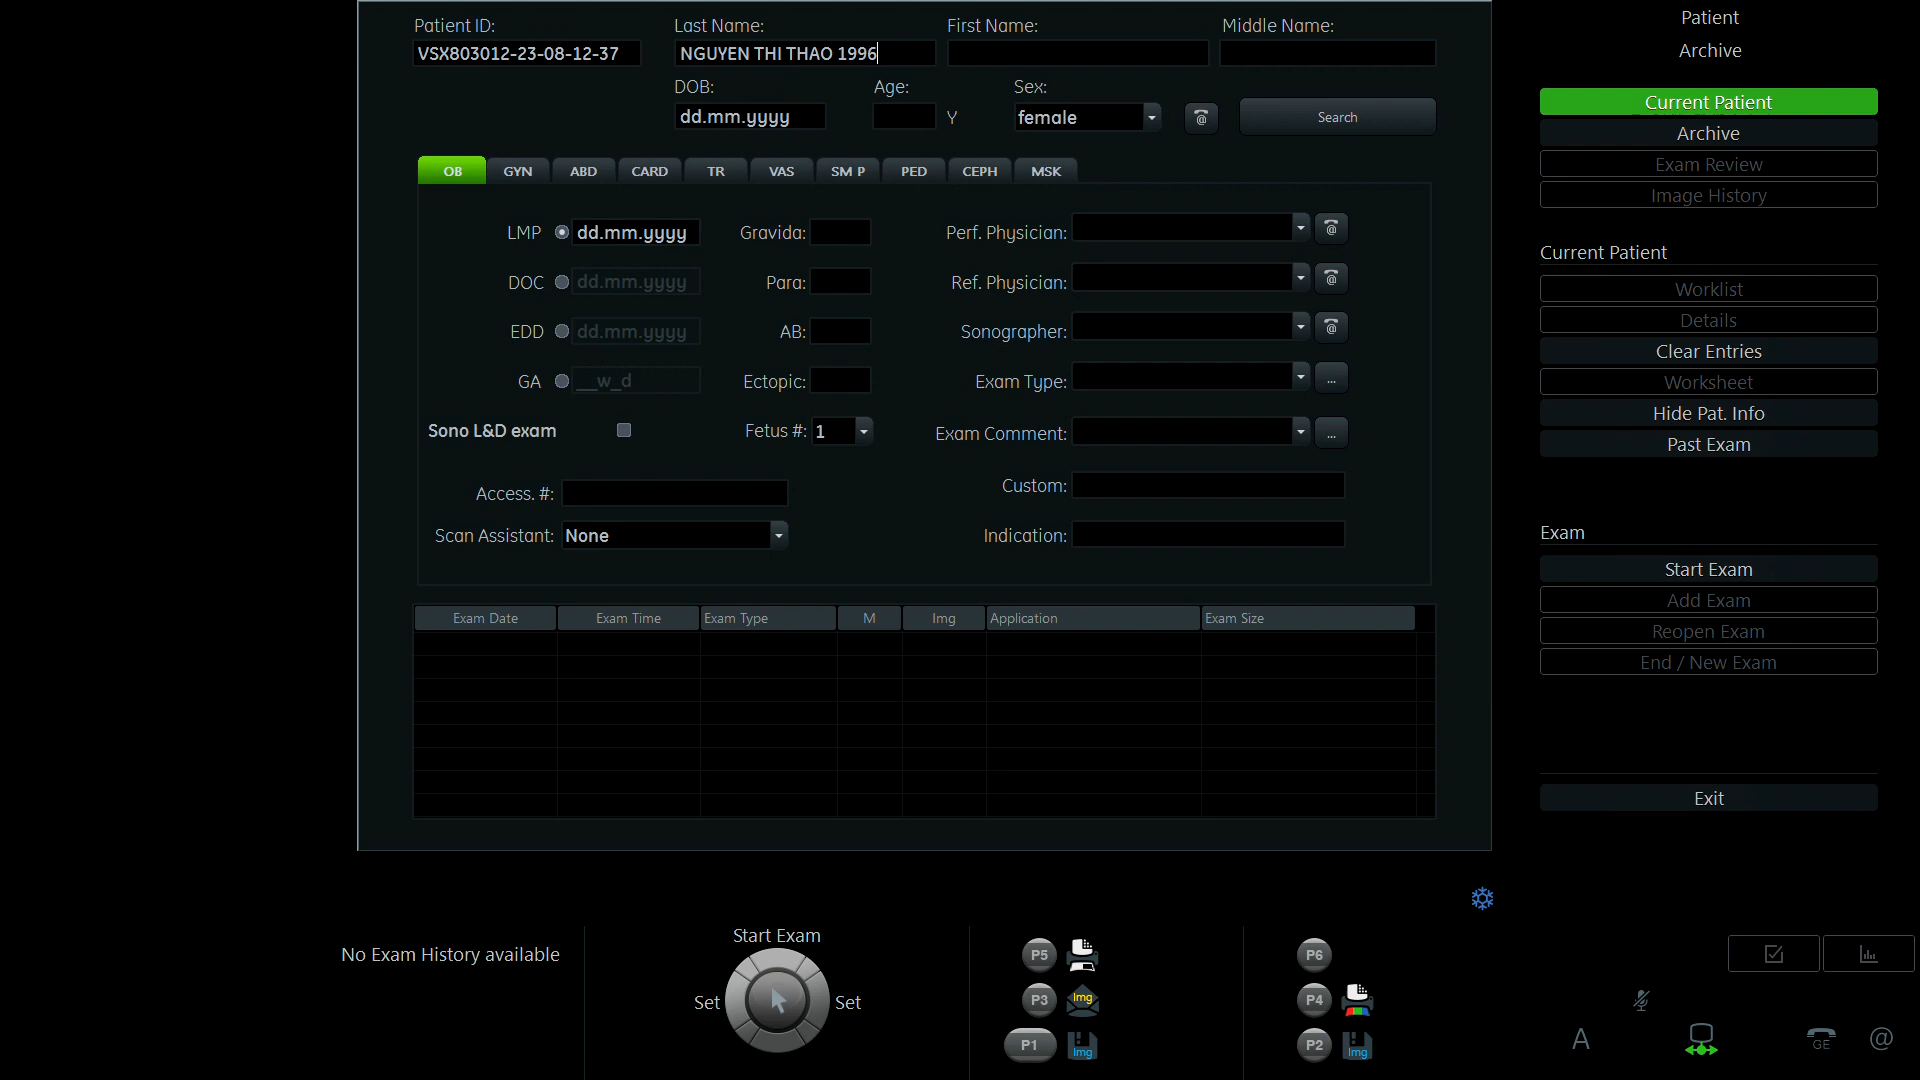 Patient ID:
Last Name:
First Name:
Middle Name:
VSX803012-23-08-12-37
NGUYEN THI THAO 1996
DOB:
Age:
Sex:
dd.mm.yyyy
Y
female
@
Search
OB
GYN
ABD
CARD
TR
VAS
SM P
PED
CEPH
MSK
LMP
dd.mm.yyyy
Gravida:
Perf. Physician:
@
DOC
dd.mm.yyyy
Para:
Ref. Physician:
@
EDD
dd.mm.yyyy
AB:
Sonographer:
@
GA
__w_d
Ectopic:
Exam Type:
...
Sono L&D exam
Fetus #:
1
Exam Comment:
...
Access. #:
Custom:
Scan Assistant:
None
Indication:
Exam Date
Exam Time
Exam Type
M
Img
Application
Exam Size
Patient
Archive
Current Patient
Archive
Exam Review
Image History
Current Patient
Worklist
Details
Clear Entries
Worksheet
Hide Pat. Info
Past Exam
Exam
Start Exam
Add Exam
Reopen Exam
End / New Exam
Exit
No Exam History available
Start Exam
Set
Set
P5
P3
Img
P1
Img
P6
P4
P2
Img
A
GE
@